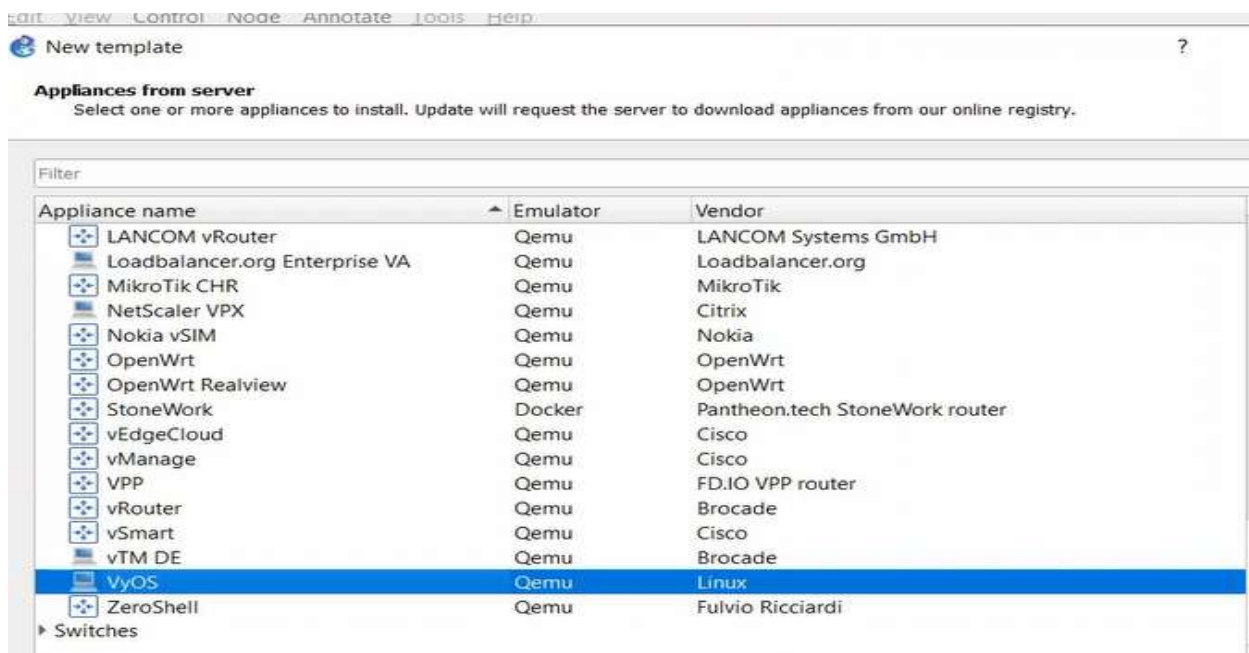 Edit View Control Node Annotate Tools Help
New template ?
Appliances from server
Select one or more appliances to install. Update will request the server to download appliances from our online registry.
Filter
Appliance name Emulator Vendor
LANCOM vRouter Qemu LANCOM Systems GmbH
Loadbalancer.org Enterprise VA Qemu Loadbalancer.org
MikroTik CHR Qemu MikroTik
NetScaler VPX Qemu Citrix
Nokia vSIM Qemu Nokia
OpenWrt Qemu OpenWrt
OpenWrt Realview Qemu OpenWrt
StoneWork Docker Pantheon.tech StoneWork router
vEdgeCloud Qemu Cisco
vManage Qemu Cisco
VPP Qemu FD.IO VPP router
vRouter Qemu Brocade
vSmart Qemu Cisco
vTM DE Qemu Brocade
VyOS Qemu Linux
ZeroShell Qemu Fulvio Ricciardi
Switches